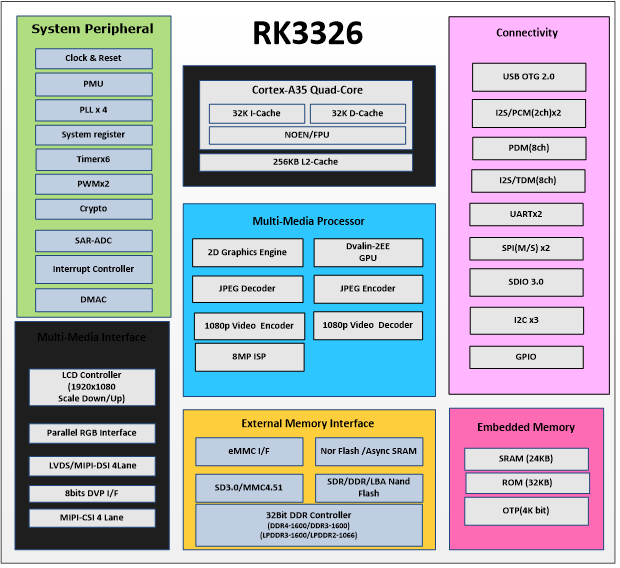 RK3326
System Peripheral
Clock & Reset
PMU
PLL x 4
System register
Timerx6
PWMx2
Crypto
SAR-ADC
Interrupt Controller
DMAC
Multi-Media Interface
LCD Controller
(1920x1080
Scale Down/Up)
Parallel RGB Interface
LVDS/MIPI-DSI 4Lane
8bits DVP I/F
MIPI-CSI 4 Lane
Cortex-A35 Quad-Core
32K I-Cache
32K D-Cache
NOEN/FPU
256KB L2-Cache
Multi-Media Processor
2D Graphics Engine
Dvalin-2EE
GPU
JPEG Decoder
JPEG Encoder
1080p Video Encoder
1080p Video Decoder
8MP ISP
External Memory Interface
eMMC I/F
Nor Flash /Async SRAM
SD3.0/MMC4.51
SDR/DDR/LBA Nand
Flash
32Bit DDR Controller
(DDR4-1600/DDR3-1600)
(LPDDR3-1600/LPDDR2-1066)
Connectivity
USB OTG 2.0
I2S/PCM(2ch)x2
PDM(8ch)
I2S/TDM(8ch)
UARTx2
SPI(M/S) x2
SDIO 3.0
I2C x3
GPIO
Embedded Memory
SRAM (24KB)
ROM (32KB)
OTP(4K bit)